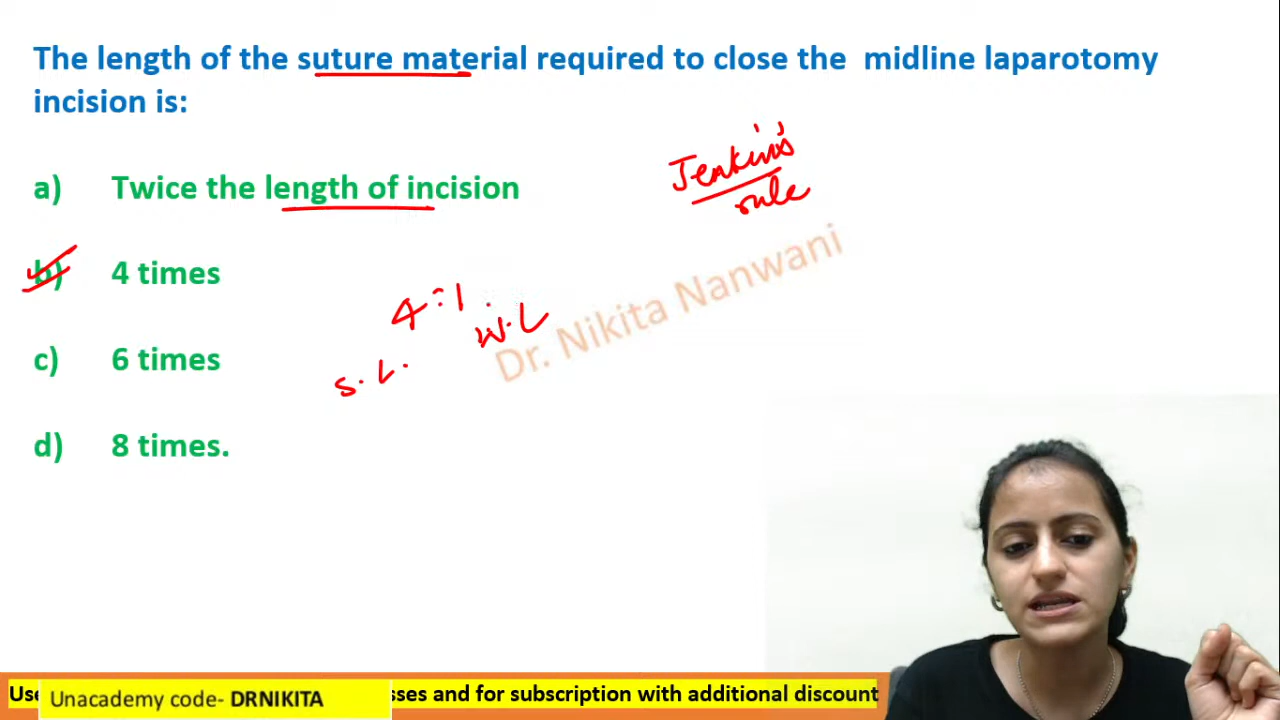 The length of the suture material required to close the midline laparotomy
incision is:
Jenkin's
rule
a) Twice the length of incision
b) 4 times
4:1.
S.L. W.L
Dr. Nikita Nanwani
c) 6 times
d) 8 times.
Use
Unacademy code- DRNIKITA
sses and for subscription with additional discount